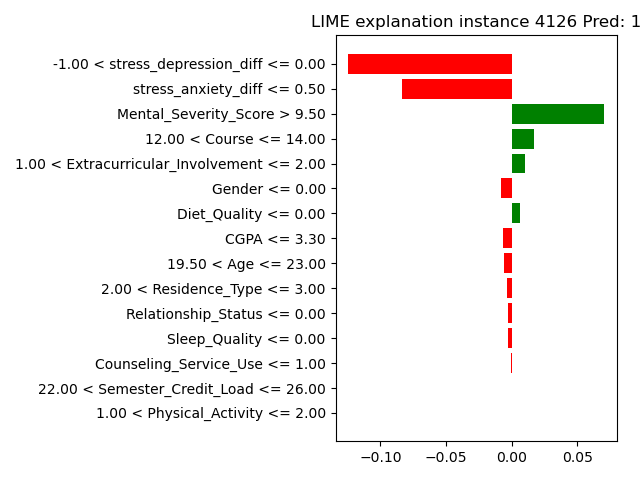 LIME explanation instance 4126 Pred: 1
-1.00 < stress_depression_diff <= 0.00
stress_anxiety_diff <= 0.50
Mental_Severity_Score > 9.50
12.00 < Course <= 14.00
1.00 < Extracurricular_Involvement <= 2.00
Gender <= 0.00
Diet_Quality <= 0.00
CGPA <= 3.30
19.50 < Age <= 23.00
2.00 < Residence_Type <= 3.00
Relationship_Status <= 0.00
Sleep_Quality <= 0.00
Counseling_Service_Use <= 1.00
22.00 < Semester_Credit_Load <= 26.00
1.00 < Physical_Activity <= 2.00
−0.10 −0.05 0.00 0.05